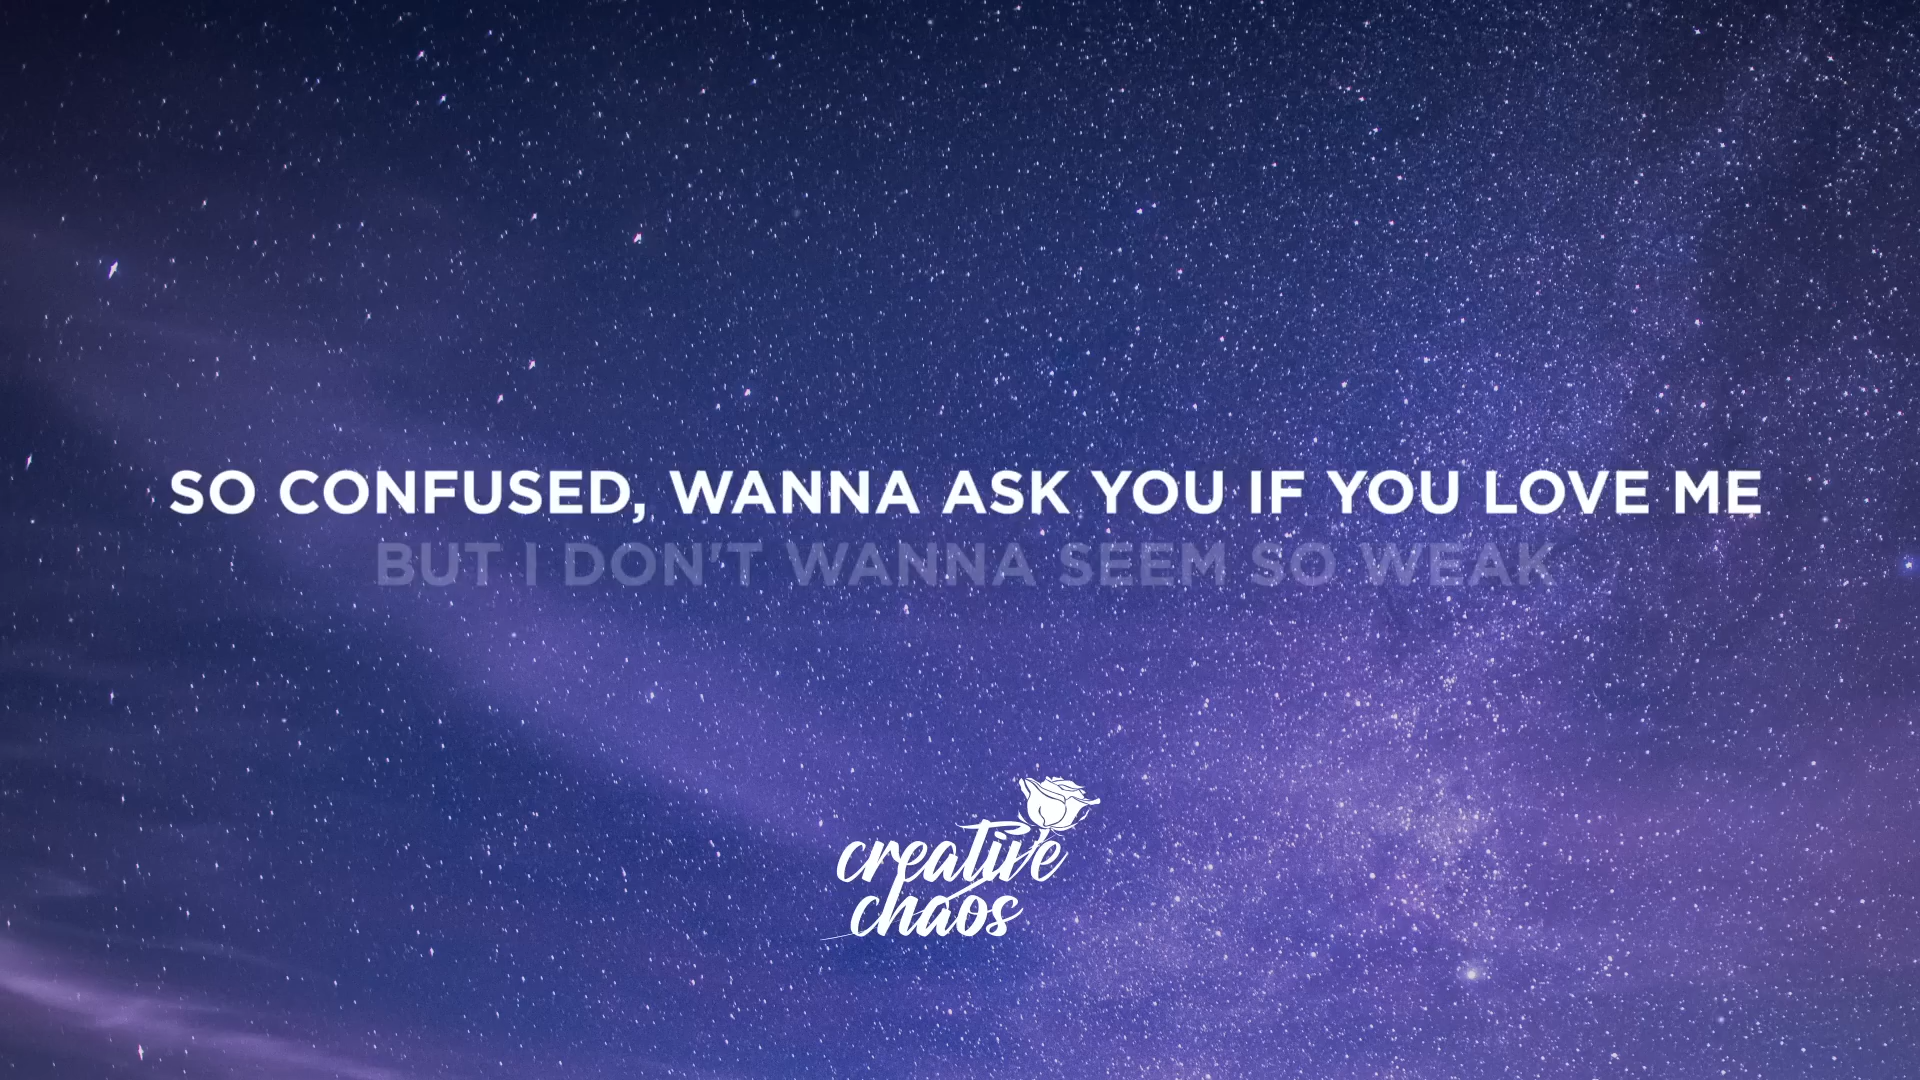 SO CONFUSED, WANNA ASK YOU IF YOU LOVE ME
BUT I DON'T WANNA SEEM SO WEAK
creative
chaos